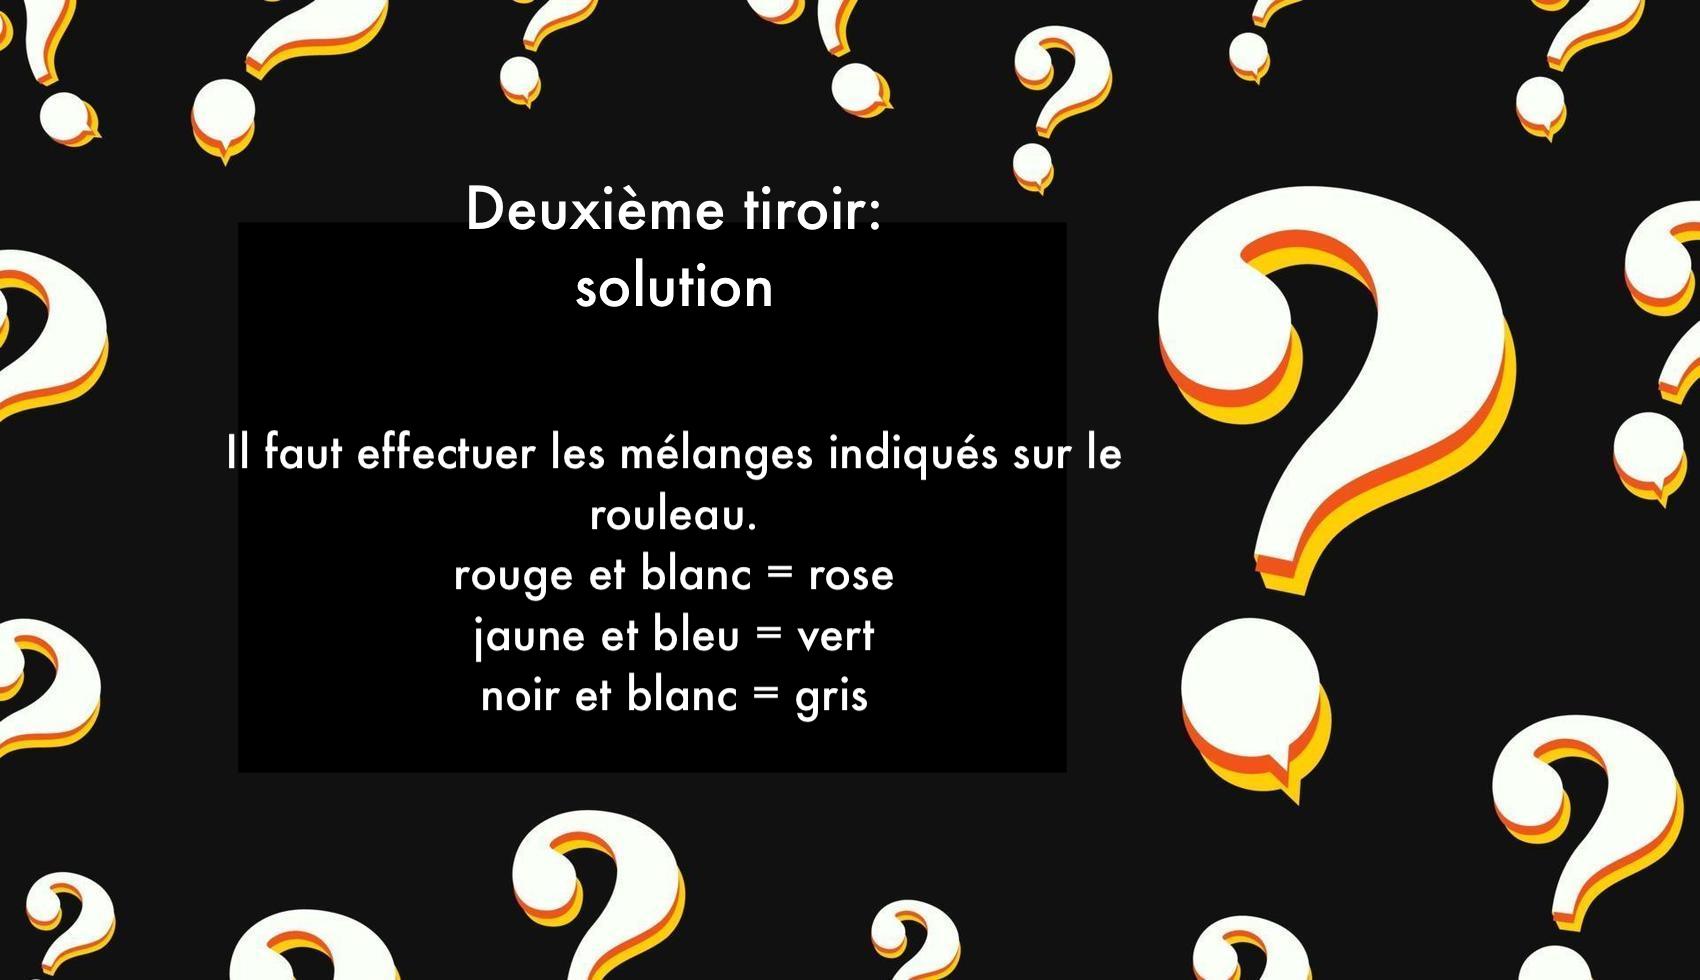 Deuxième tiroir:
solution
Il faut effectuer les mélanges indiqués sur le
rouleau.
rouge et blanc = rose
jaune et bleu = vert
noir et blanc = gris